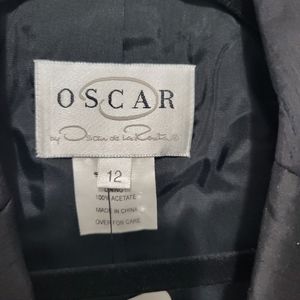 OSCAR
by Oscar de la Renta®
12
LINING
100% ACETATE
MADE IN CHINA
OVER FOR CARE